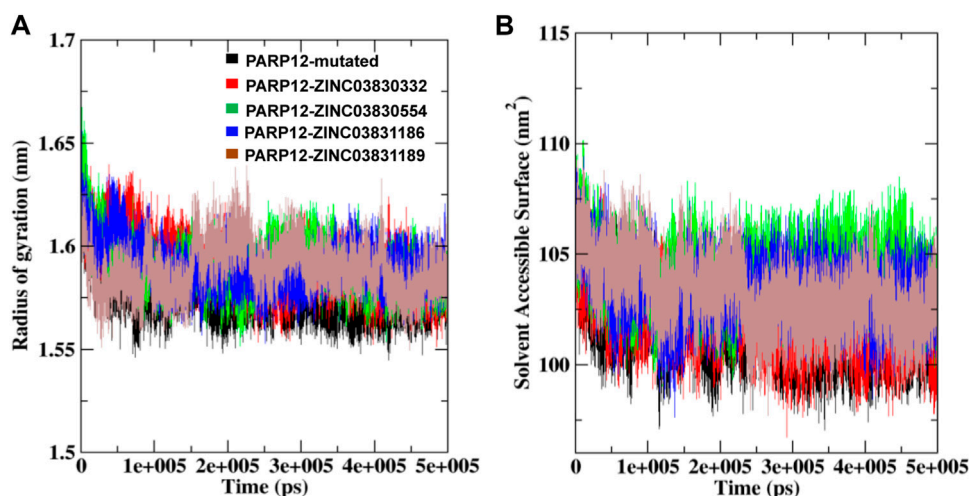 A
Radius of gyration (nm)
1.7
1.65
1.6
1.55
1.5
PARP12-mutated
PARP12-ZINC03830332
PARP12-ZINC03830554
PARP12-ZINC03831186
PARP12-ZINC03831189
0 1e+005 2e+005 3e+005 4e+005 5e+005
Time (ps)
B
Solvent Accessible Surface (nm²)
115
110
105
100
0 1e+005 2e+005 3e+005 4e+005 5e+005
Time (ps)